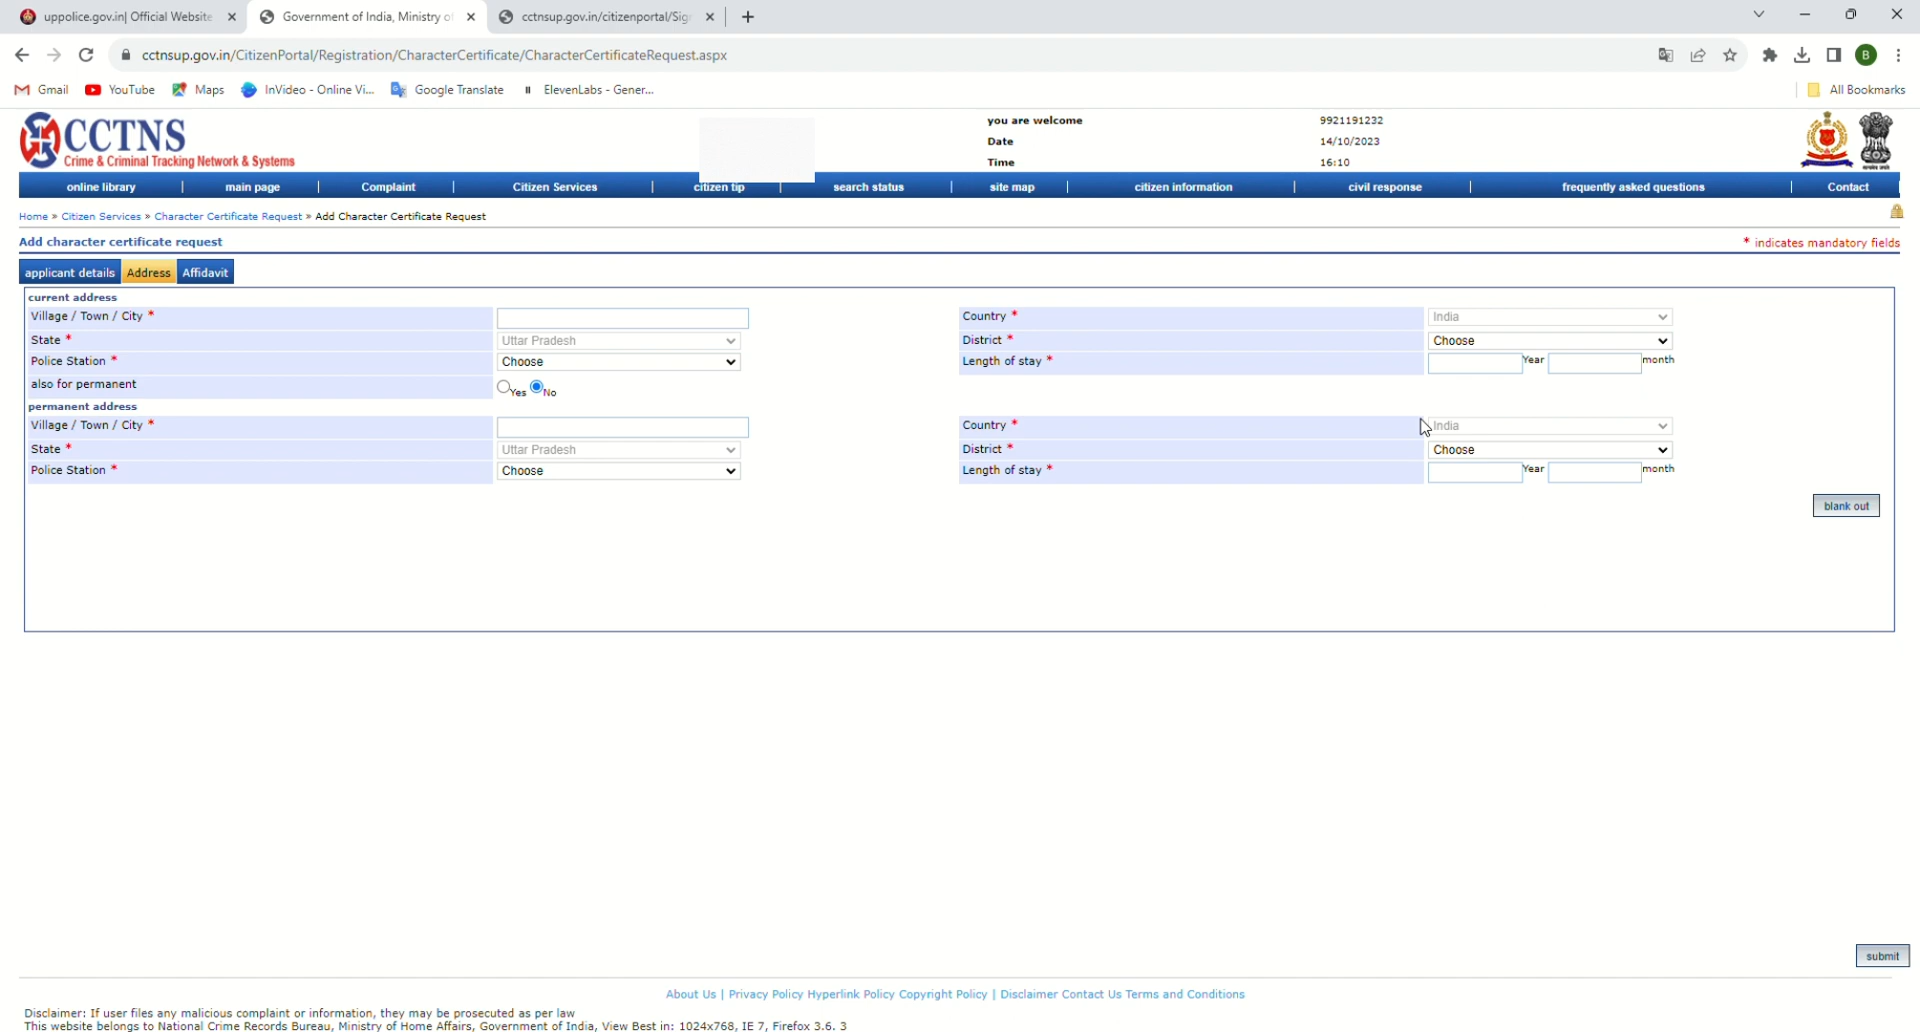 uppolice.gov.in| Official Website
Government of India, Ministry of
cctnsup.gov.in/citizenportal/Sig
cctnsup.gov.in/CitizenPortal/Registration/CharacterCertificate/CharacterCertificateRequest.aspx
B
Gmail YouTube Maps InVideo - Online Vi... Google Translate ElevenLabs - Gener... All Bookmarks
CCTNS
Crime & Criminal Tracking Network & Systems
you are welcome 9921191232
Date 14/10/2023
Time 16:10
online library | main page | Complaint | Citizen Services | citizen tip | search status | site map | citizen information | civil response | frequently asked questions | Contact
Home » Citizen Services » Character Certificate Request » Add Character Certificate Request
Add character certificate request * indicates mandatory fields
applicant details Address Affidavit
current address
Village / Town / City * Country * India
State * Uttar Pradesh District * Choose
Police Station * Choose Length of stay * Year month
also for permanent Yes No
permanent address
Village / Town / City * Country * India
State * Uttar Pradesh District * Choose
Police Station * Choose Length of stay * Year month
blank out
submit
About Us | Privacy Policy Hyperlink Policy Copyright Policy | Disclaimer Contact Us Terms and Conditions
Disclaimer: If user files any malicious complaint or information, they may be prosecuted as per law
This website belongs to National Crime Records Bureau, Ministry of Home Affairs, Government of India, View Best in: 1024x768, IE 7, Firefox 3.6. 3